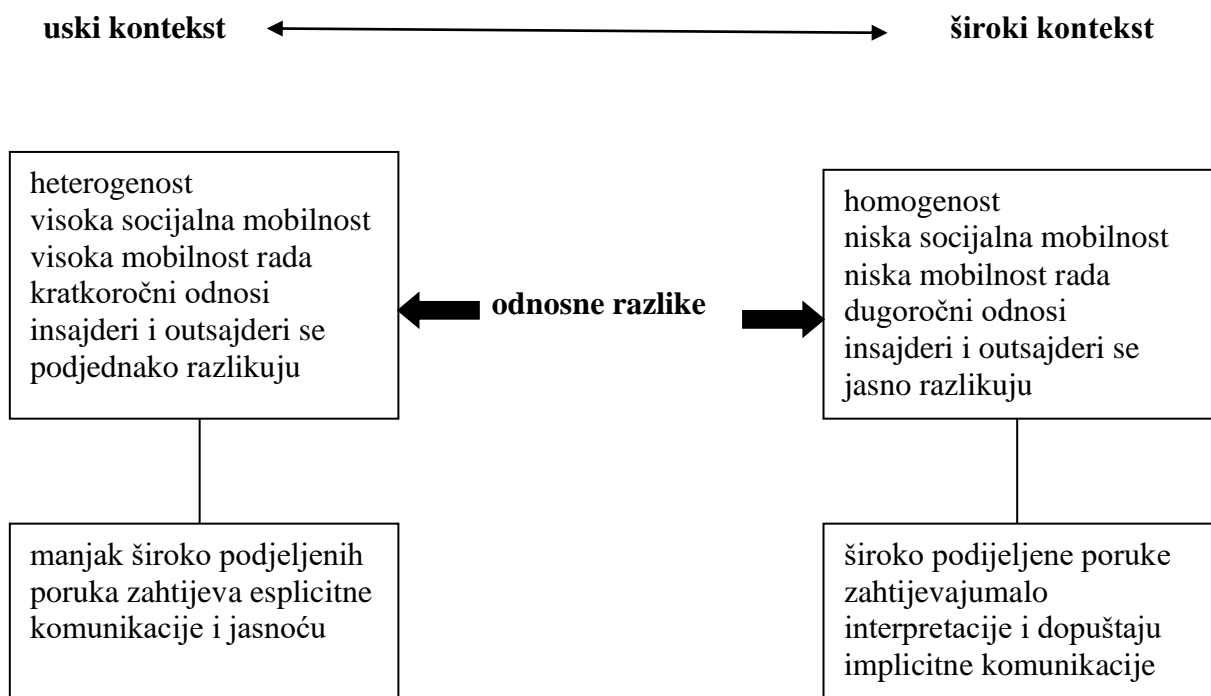 uski kontekst
široki kontekst
heterogenost
visoka socijalna mobilnost
visoka mobilnost rada
kratkoročni odnosi
insajderi i outsajderi se
podjednako razlikuju
odnosne razlike
homogenost
niska socijalna mobilnost
niska mobilnost rada
dugoročni odnosi
insajderi i outsajderi se
jasno razlikuju
manjak široko podjeljenih
poruka zahtijeva esplicitne
komunikacije i jasnoću
široko podijeljene poruke
zahtijevajumalo
interpretacije i dopuštaju
implicitne komunikacije